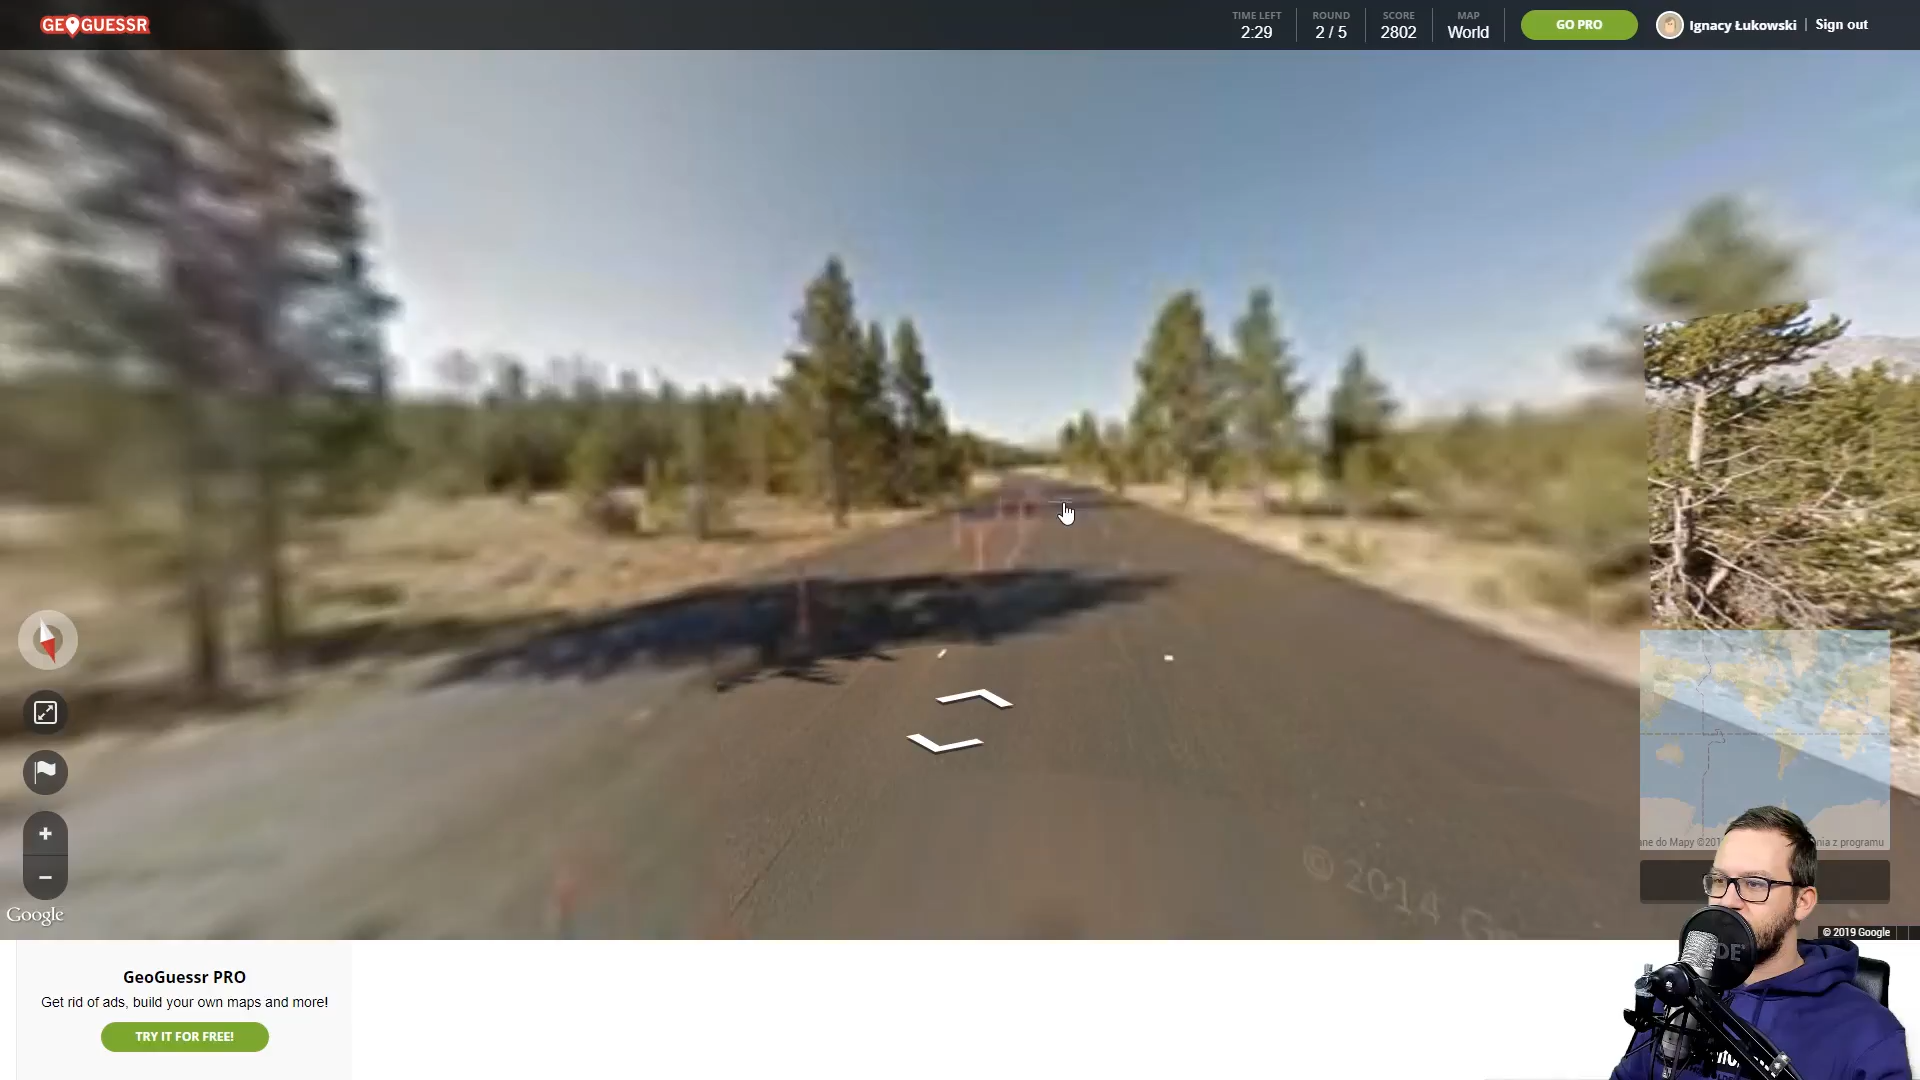 GEOGUESSR
TIME LEFT
2:29
ROUND
2 / 5
SCORE
2802
MAP
World
GO PRO
Ignacy Łukowski
Sign out
© 2014 Go
Google
© 2019 Google
GeoGuessr PRO
Get rid of ads, build your own maps and more!
TRY IT FOR FREE!